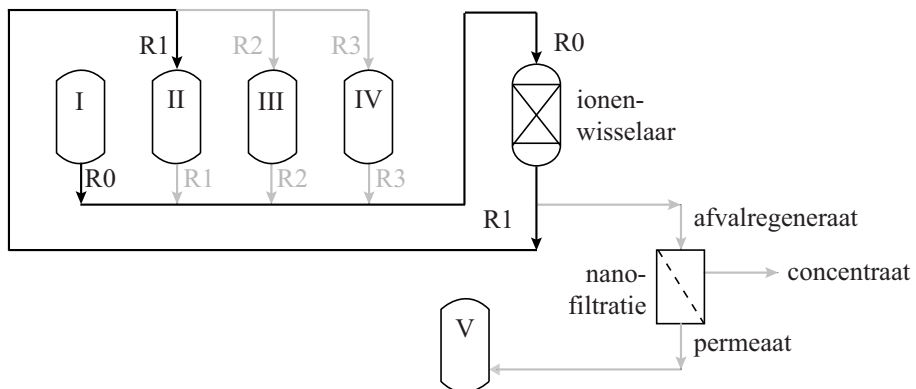 R1
R2
R3
R0
I
II
III
IV
ionen-
wisselaar
R0
R1
R2
R3
R1
afvalregeneraat
nano-
filtratie
concentraat
V
permeaat